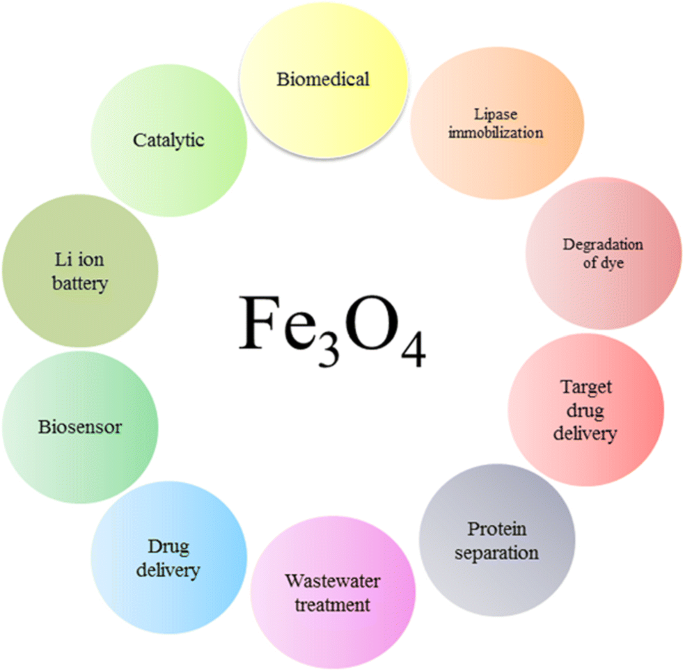 Biomedical
Lipase
immobilization
Degradation
of dye
Target
drug
delivery
Protein
separation
Wastewater
treatment
Drug
delivery
Biosensor
Li ion
battery
Catalytic
Fe₃O₄